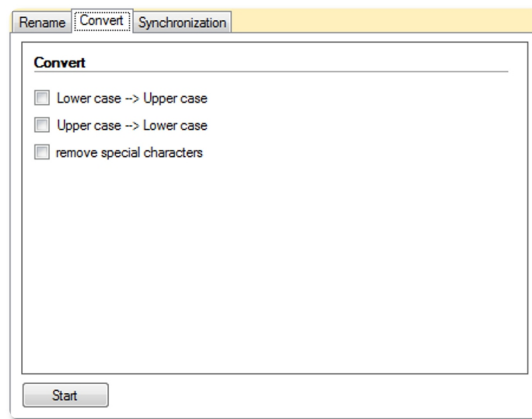 Rename Convert Synchronization
Convert
Lower case --> Upper case
Upper case --> Lower case
remove special characters
Start